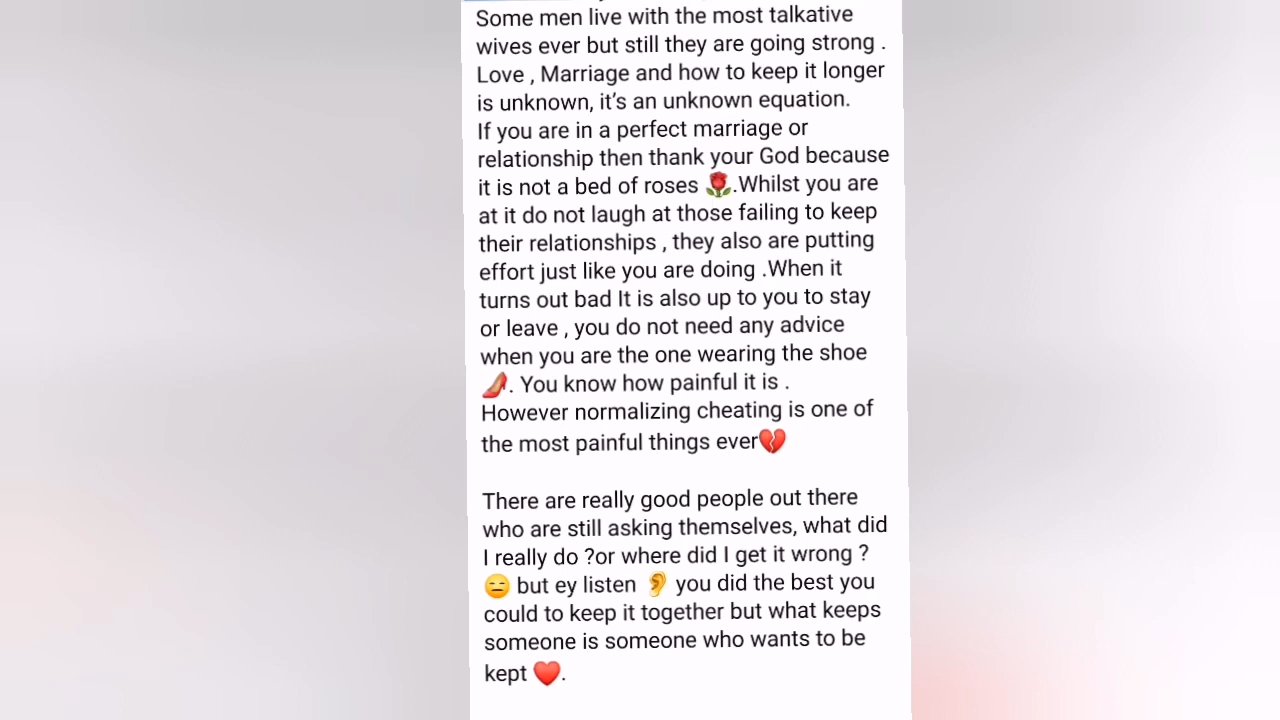 Some men live with the most talkative
wives ever but still they are going strong .
Love , Marriage and how to keep it longer
is unknown, it’s an unknown equation.
If you are in a perfect marriage or
relationship then thank your God because
it is not a bed of roses 🌹.Whilst you are
at it do not laugh at those failing to keep
their relationships , they also are putting
effort just like you are doing .When it
turns out bad It is also up to you to stay
or leave , you do not need any advice
when you are the one wearing the shoe
👠. You know how painful it is .
However normalizing cheating is one of
the most painful things ever💔
There are really good people out there
who are still asking themselves, what did
I really do ?or where did I get it wrong ?
😑 but ey listen 👂 you did the best you
could to keep it together but what keeps
someone is someone who wants to be
kept ❤️.